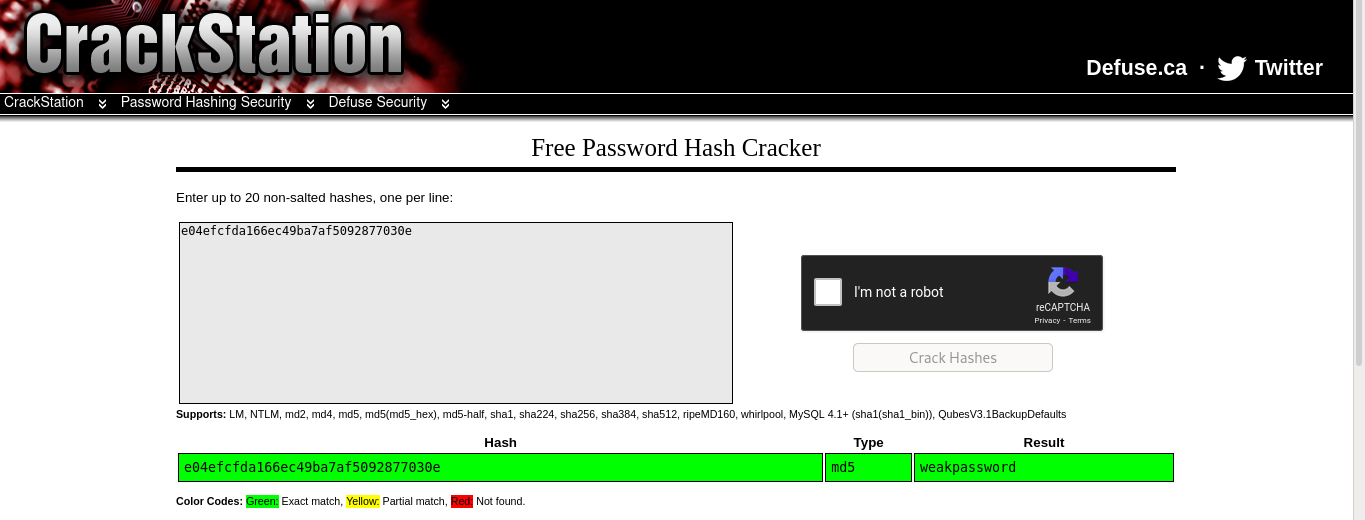 CrackStation
Defuse.ca · Twitter
CrackStation Password Hashing Security Defuse Security
Free Password Hash Cracker
Enter up to 20 non-salted hashes, one per line:
e04efcfda166ec49ba7af5092877030e
I'm not a robot
reCAPTCHA
Privacy - Terms
Crack Hashes
Supports: LM, NTLM, md2, md4, md5, md5(md5_hex), md5-half, sha1, sha224, sha256, sha384, sha512, ripeMD160, whirlpool, MySQL 4.1+ (sha1(sha1_bin)), QubesV3.1BackupDefaults
Hash Type Result
e04efcfda166ec49ba7af5092877030e md5 weakpassword
Color Codes: Green: Exact match, Yellow: Partial match, Red: Not found.